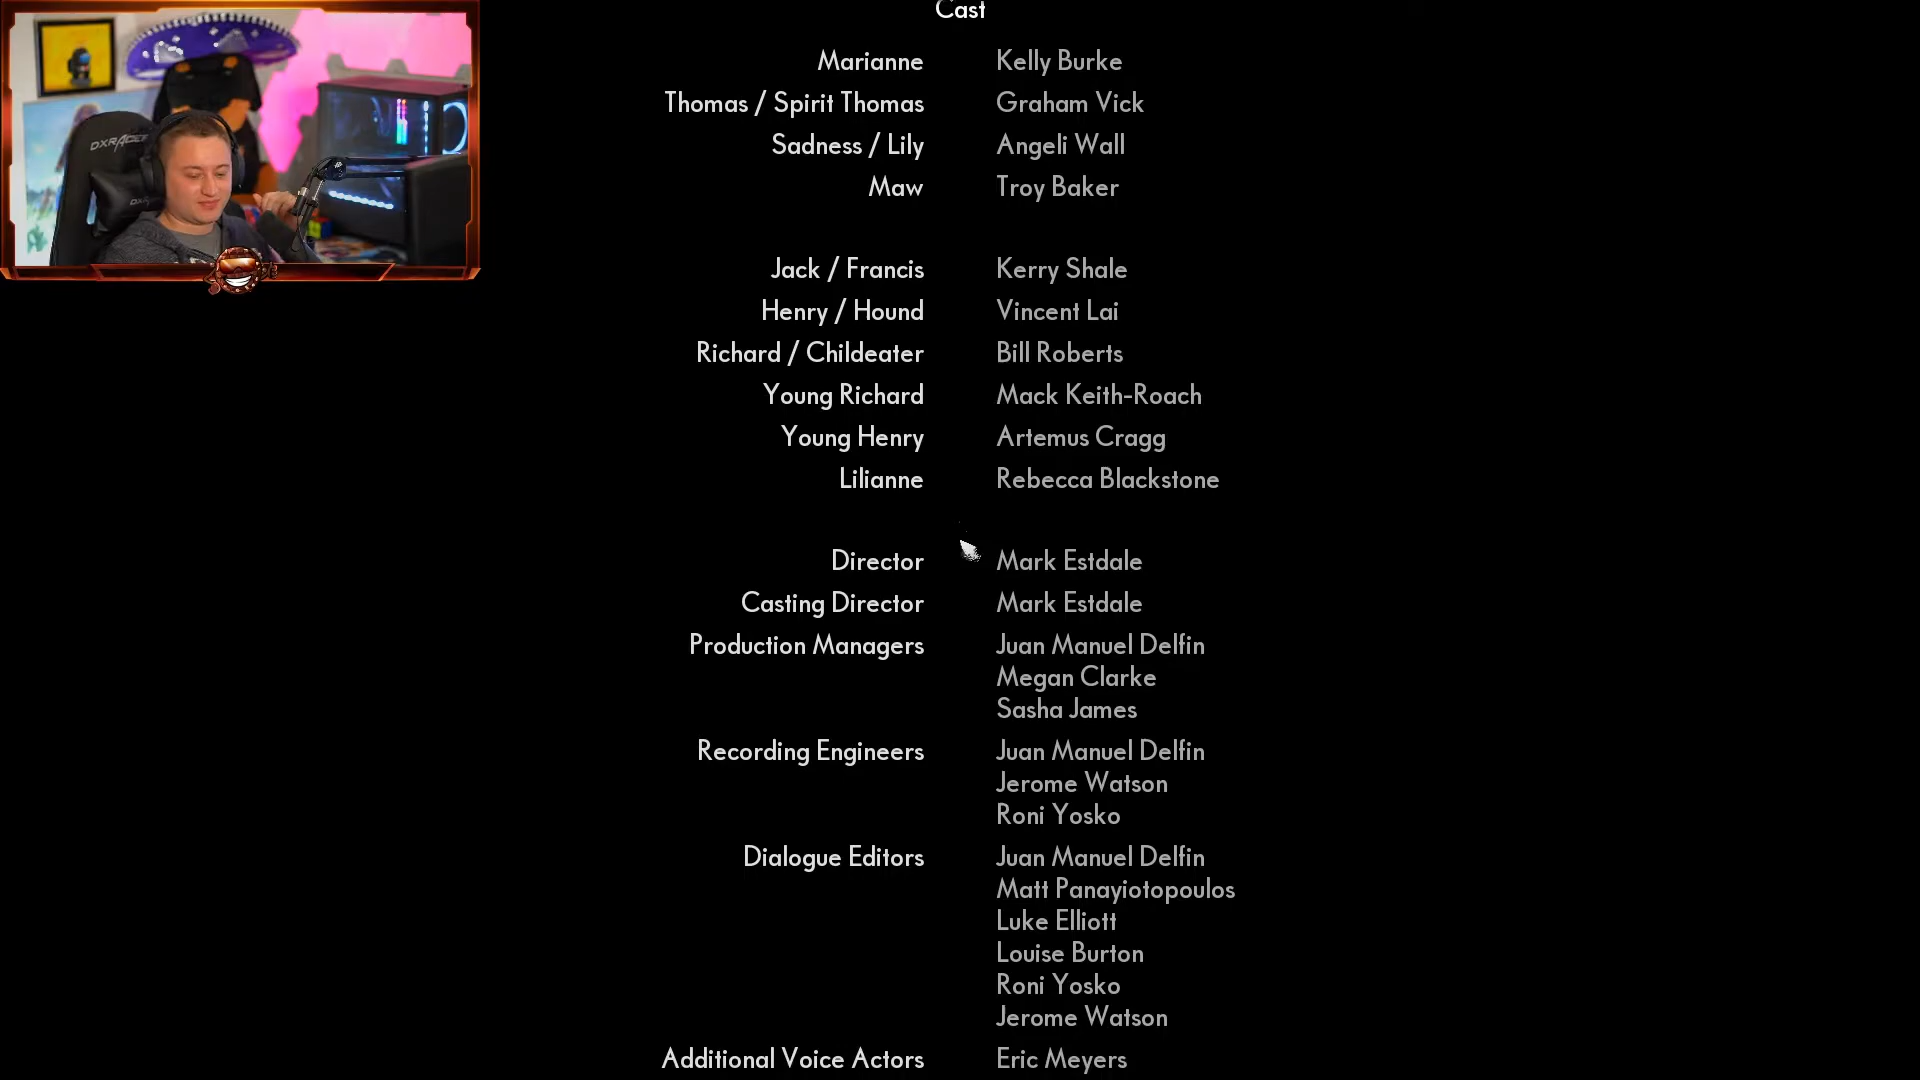 Cast
Marianne Kelly Burke
Thomas / Spirit Thomas Graham Vick
Sadness / Lily Angeli Wall
Maw Troy Baker
Jack / Francis Kerry Shale
Henry / Hound Vincent Lai
Richard / Childeater Bill Roberts
Young Richard Mack Keith-Roach
Young Henry Artemus Cragg
Lilianne Rebecca Blackstone
Director Mark Estdale
Casting Director Mark Estdale
Production Managers Juan Manuel Delfin
Megan Clarke
Sasha James
Recording Engineers Juan Manuel Delfin
Jerome Watson
Roni Yosko
Dialogue Editors Juan Manuel Delfin
Matt Panayiotopoulos
Luke Elliott
Louise Burton
Roni Yosko
Jerome Watson
Additional Voice Actors Eric Meyers
DXRACER